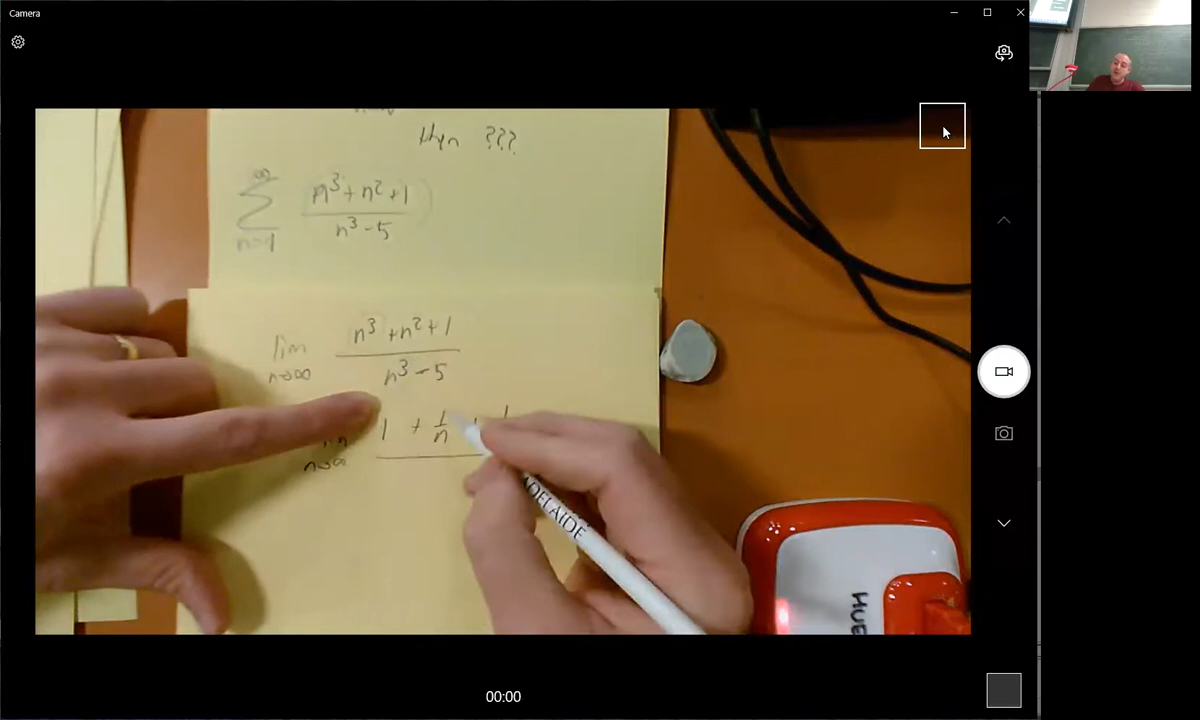 Camera
then ???
∞
∑ (n³+n²+1)/(n³-5)
n=1
lim n→∞ (n³+n²+1)/(n³-5)
n→∞ 1 + 1/n +
ADELAIDE
HUE
00:00